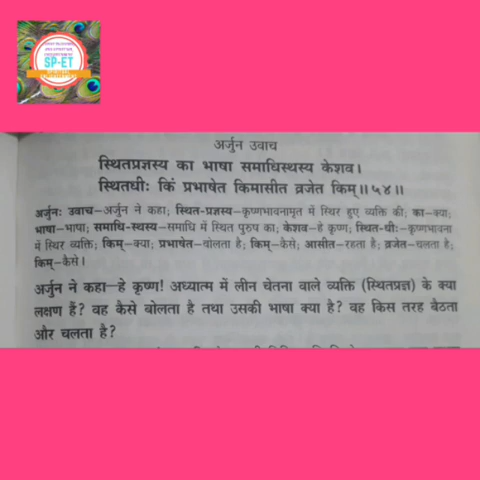 SP-ET
अर्जुन उवाच
स्थितप्रज्ञस्य का भाषा समाधिस्थस्य केशव।
स्थितधीः किं प्रभाषेत किमासीत व्रजेत किम्॥५४॥
अर्जुनः उवाच—अर्जुन ने कहा; स्थित-प्रज्ञस्य—कृष्णभावनामृत में स्थिर हुए व्यक्ति की; का—क्या;
भाषा—भाषा; समाधि-स्थस्य—समाधि में स्थित पुरुष का; केशव—हे कृष्ण; स्थित-धीः—कृष्णभावना
में स्थिर व्यक्ति; किम्—क्या; प्रभाषेत—बोलता है; किम्—कैसे; आसीत—रहता है; व्रजेत—चलता है;
किम्—कैसे।
अर्जुन ने कहा—हे कृष्ण! अध्यात्म में लीन चेतना वाले व्यक्ति (स्थितप्रज्ञ) के क्या
लक्षण हैं? वह कैसे बोलता है तथा उसकी भाषा क्या है? वह किस तरह बैठता
और चलता है?